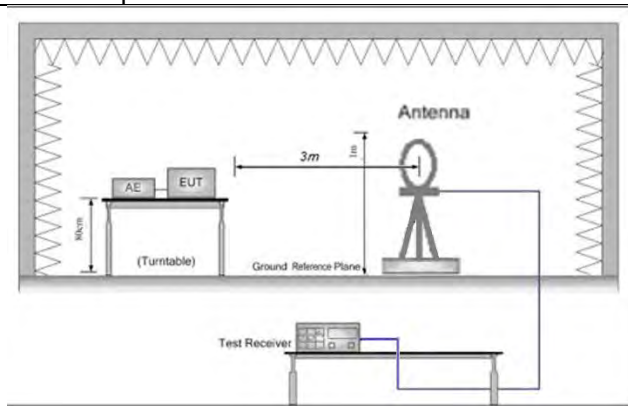 Antenna
3m
1m
AE
EUT
80cm
(Turntable)
Ground Reference Plane
Test Receiver